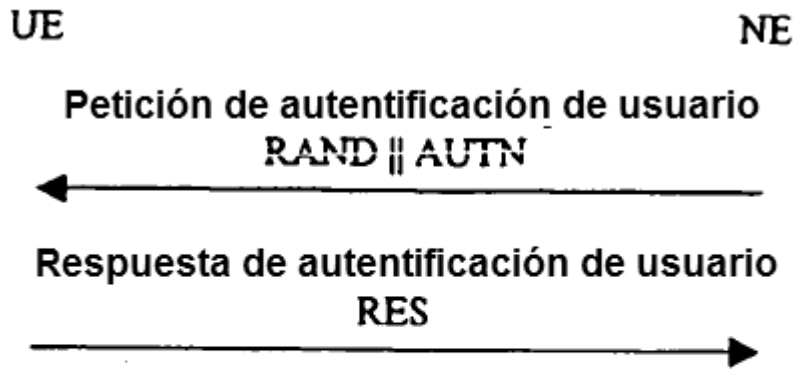 UE
NE
Petición de autentificación de usuario
RAND || AUTN
Respuesta de autentificación de usuario
RES